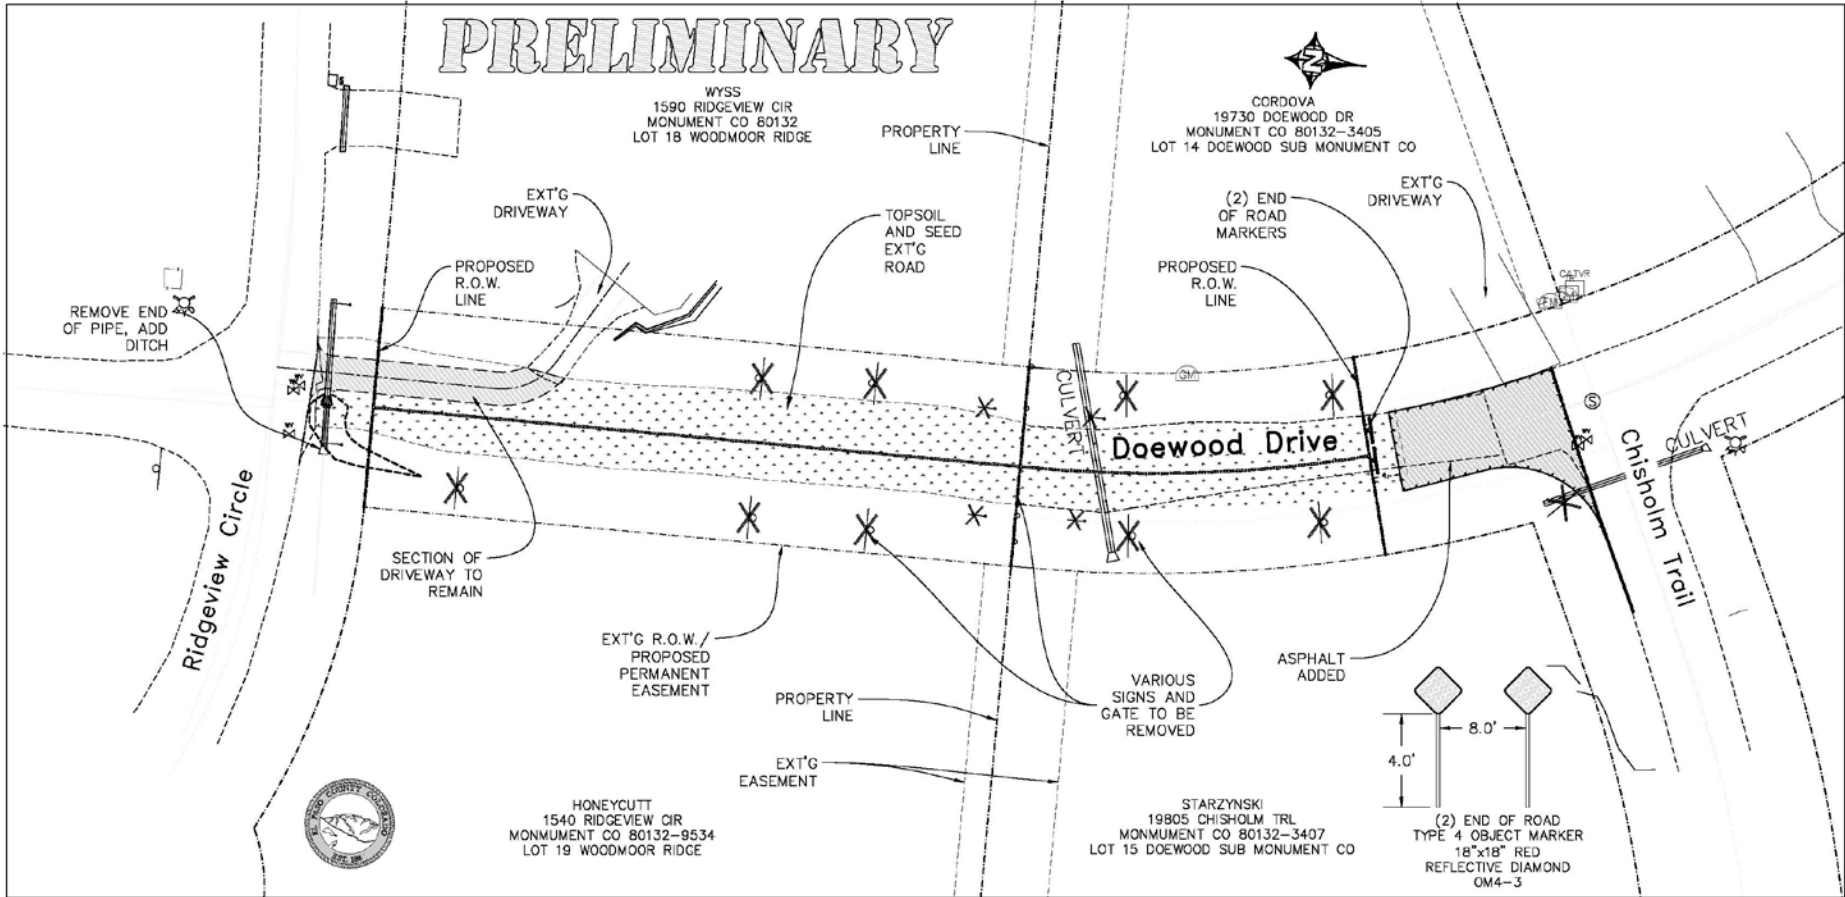 PRELIMINARY
WYSS
1590 RIDGEVIEW CIR
MONUMENT CO 80132
LOT 18 WOODMOOR RIDGE
PROPERTY
LINE
N
CORDOVA
19730 DOEWOOD DR
MONUMENT CO 80132-3405
LOT 14 DOEWOOD SUB MONUMENT CO
EXT'G
DRIVEWAY
TOPSOIL
AND SEED
EXT'G
ROAD
(2) END
OF ROAD
MARKERS
EXT'G
DRIVEWAY
PROPOSED
R.O.W.
LINE
PROPOSED
R.O.W.
LINE
CATVR
REMOVE END
OF PIPE, ADD
DITCH
GM
CULVERT
Doewood Drive
S
CULVERT
Chisholm Trail
Ridgeview Circle
SECTION OF
DRIVEWAY TO
REMAIN
EXT'G R.O.W./
PROPOSED
PERMANENT
EASEMENT
PROPERTY
LINE
EXT'G
EASEMENT
VARIOUS
SIGNS AND
GATE TO BE
REMOVED
ASPHALT
ADDED
8.0'
4.0'
EL PASO COUNTY COLORADO
HONEYCUTT
1540 RIDGEVIEW CIR
MONMUMENT CO 80132-9534
LOT 19 WOODMOOR RIDGE
STARZYNSKI
19805 CHISHOLM TRL
MONMUMENT CO 80132-3407
LOT 15 DOEWOOD SUB MONUMENT CO
(2) END OF ROAD
TYPE 4 OBJECT MARKER
18"x18" RED
REFLECTIVE DIAMOND
OM4-3